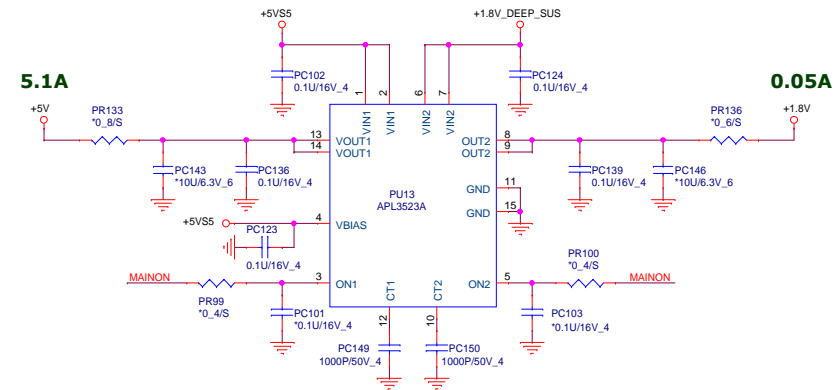 +5VS5
+1.8V_DEEP_SUS
5.1A
0.05A
PC102
0.1U/16V_4
PC124
0.1U/16V_4
1
2
6
7
VIN1
VIN1
VIN2
VIN2
+5V
PR133
*0_8/S
PR136
*0_6/S
+1.8V
13
14
VOUT1
VOUT1
OUT2
OUT2
8
9
PC143
*10U/6.3V_6
PC136
0.1U/16V_4
PC139
0.1U/16V_4
PC146
*10U/6.3V_6
PU13
APL3523A
GND
11
GND
15
+5VS5
4
VBIAS
PC123
0.1U/16V_4
MAINON
PR99
*0_4/S
3
ON1
CT1
CT2
ON2
5
PR100
*0_4/S
MAINON
PC101
*0.1U/16V_4
12
10
PC103
*0.1U/16V_4
PC149
1000P/50V_4
PC150
1000P/50V_4